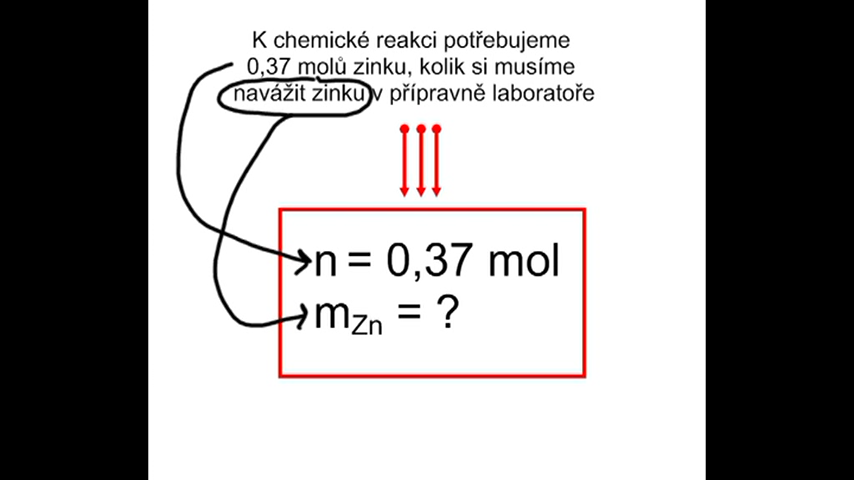 K chemické reakci potřebujeme
0,37 molů zinku, kolik si musíme
navážit zinku v přípravně laboratoře
n = 0,37 mol
mZn = ?